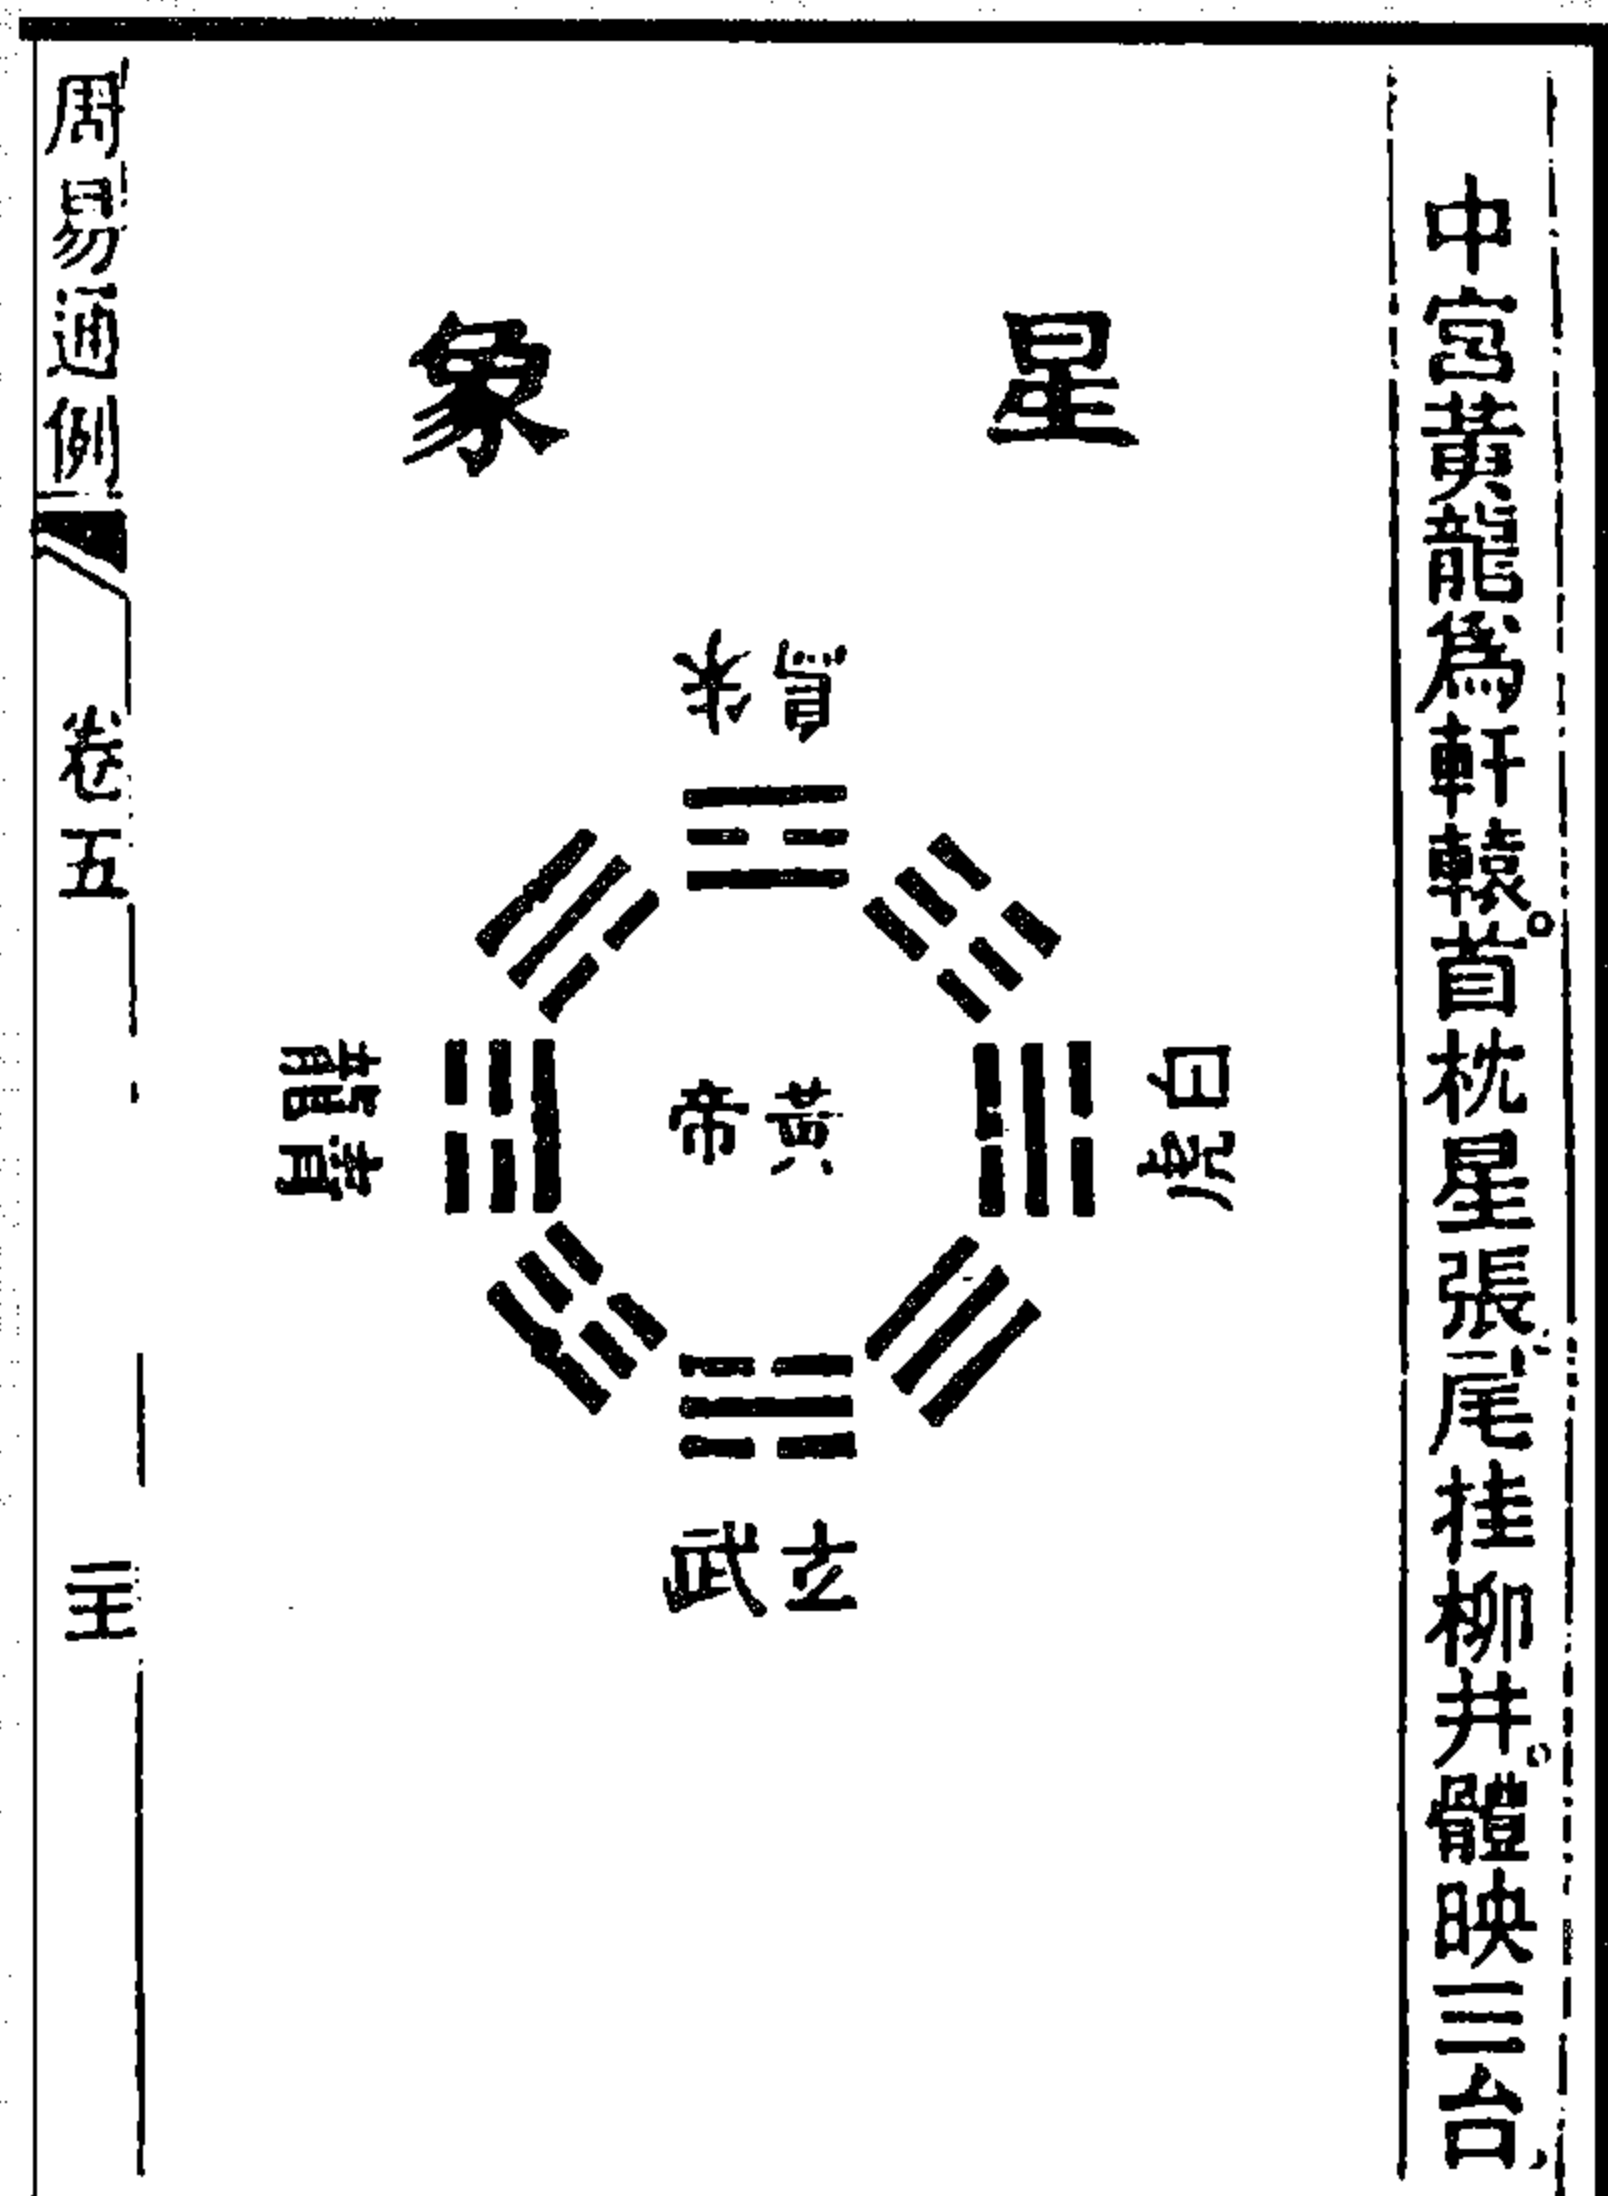 中宮黃龍爲軒轅。首枕星張。尾挂柳井。體映三台
星象
朱鳥
白虎
黃帝
青龍
玄武
周易通例
卷五